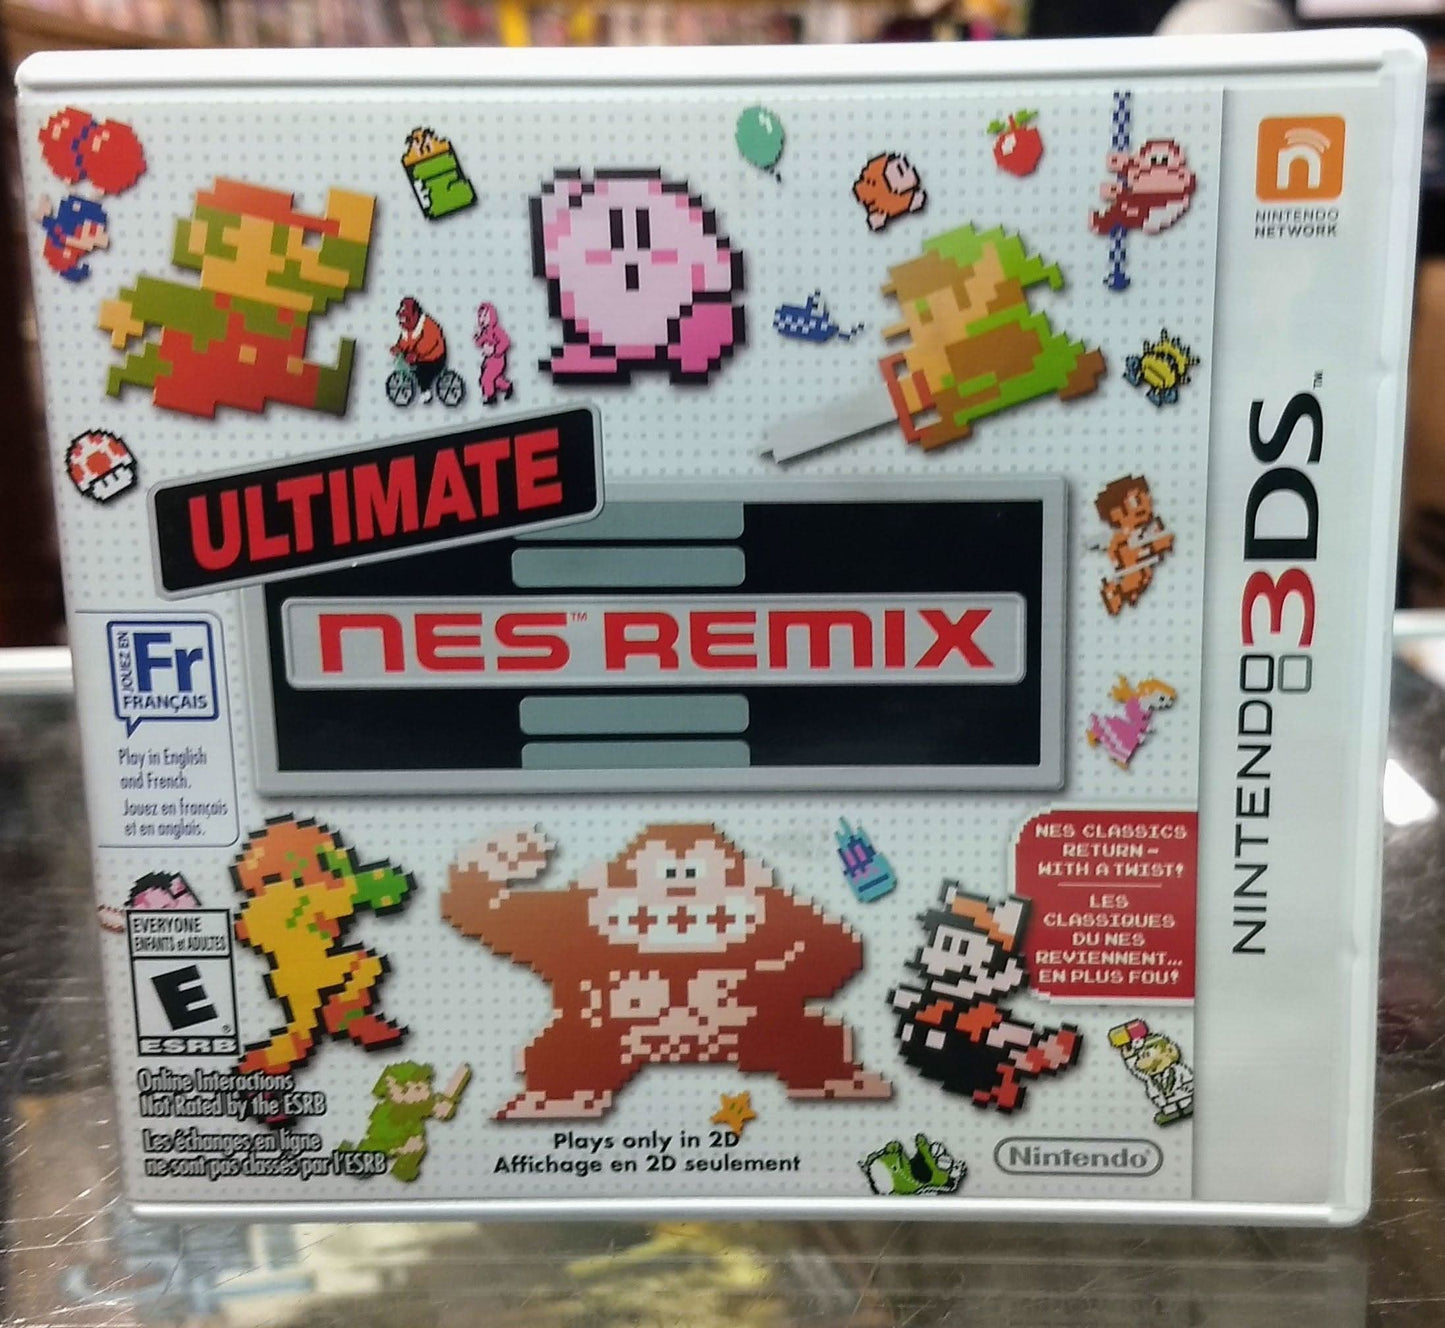 NINTENDO
NETWORK
ULTIMATE
NES™ REMIX
NINTENDO 3DS™
JOUEZ EN
Fr
FRANÇAIS
Play in English
and French.
Jouez en français
et en anglais.
NES CLASSICS
RETURN -
WITH A TWIST!
LES
CLASSIQUES
DU NES
REVIENNENT...
EN PLUS FOU!
EVERYONE
ENFANTS et ADULTES
E
ESRB
Online Interactions
Not Rated by the ESRB
Les échanges en ligne
ne sont pas classés par l'ESRB
Plays only in 2D
Affichage en 2D seulement
Nintendo®